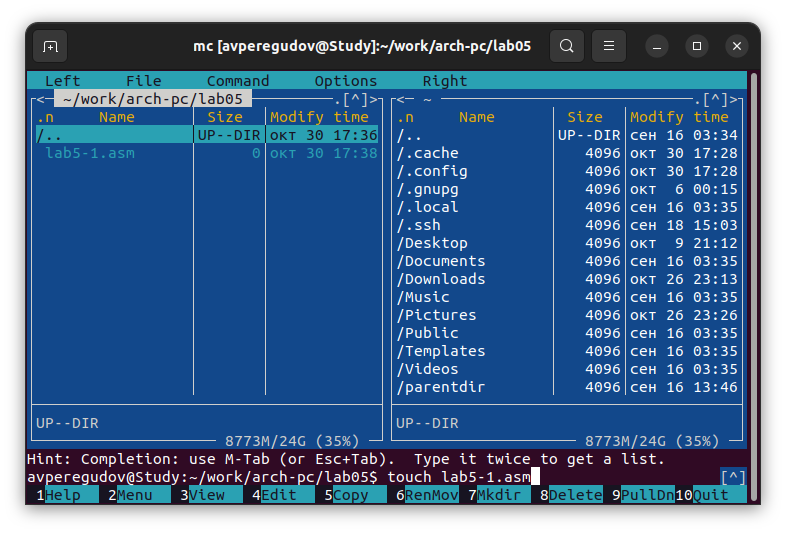 mc [avperegudov@Study]:~/work/arch-pc/lab05
Left File Command Options Right
<- ~/work/arch-pc/lab05 .[^]>
.n Name Size Modify time
/.. UP--DIR окт 30 17:36
lab5-1.asm 0 окт 30 17:38
UP--DIR
8773M/24G (35%)
<- ~ .[^]>
.n Name Size Modify time
/.. UP--DIR сен 16 03:34
/.cache 4096 окт 30 17:28
/.config 4096 окт 30 17:28
/.gnupg 4096 окт 6 00:15
/.local 4096 сен 16 03:35
/.ssh 4096 сен 18 15:03
/Desktop 4096 окт 9 21:12
/Documents 4096 сен 16 03:35
/Downloads 4096 окт 26 23:13
/Music 4096 сен 16 03:35
/Pictures 4096 окт 26 23:26
/Public 4096 сен 16 03:35
/Templates 4096 сен 16 03:35
/Videos 4096 сен 16 03:35
/parentdir 4096 сен 16 13:46
UP--DIR
8773M/24G (35%)
Hint: Completion: use M-Tab (or Esc+Tab).  Type it twice to get a list.
avperegudov@Study:~/work/arch-pc/lab05$ touch lab5-1.asm [^]
1Help 2Menu 3View 4Edit 5Copy 6RenMov 7Mkdir 8Delete 9PullDn 10Quit